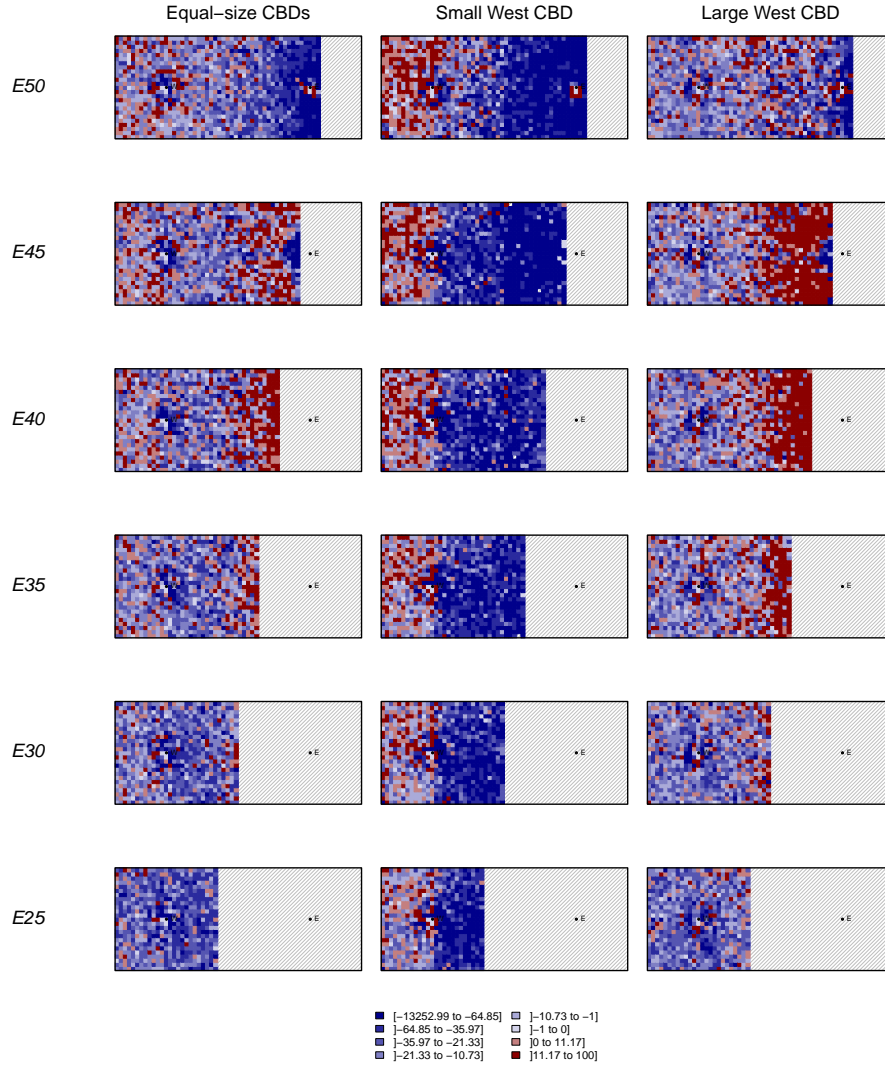 Equal−size CBDs Small West CBD Large West CBD
E50
E45
E
E
E
E40
E
E
E
E35
E
E
E
E30
E
E
E
E25
E
E
E
[−13252.99 to −64.85]
]−64.85 to −35.97]
]−35.97 to −21.33]
]−21.33 to −10.73]
]−10.73 to −1]
]−1 to 0]
]0 to 11.17]
]11.17 to 100]